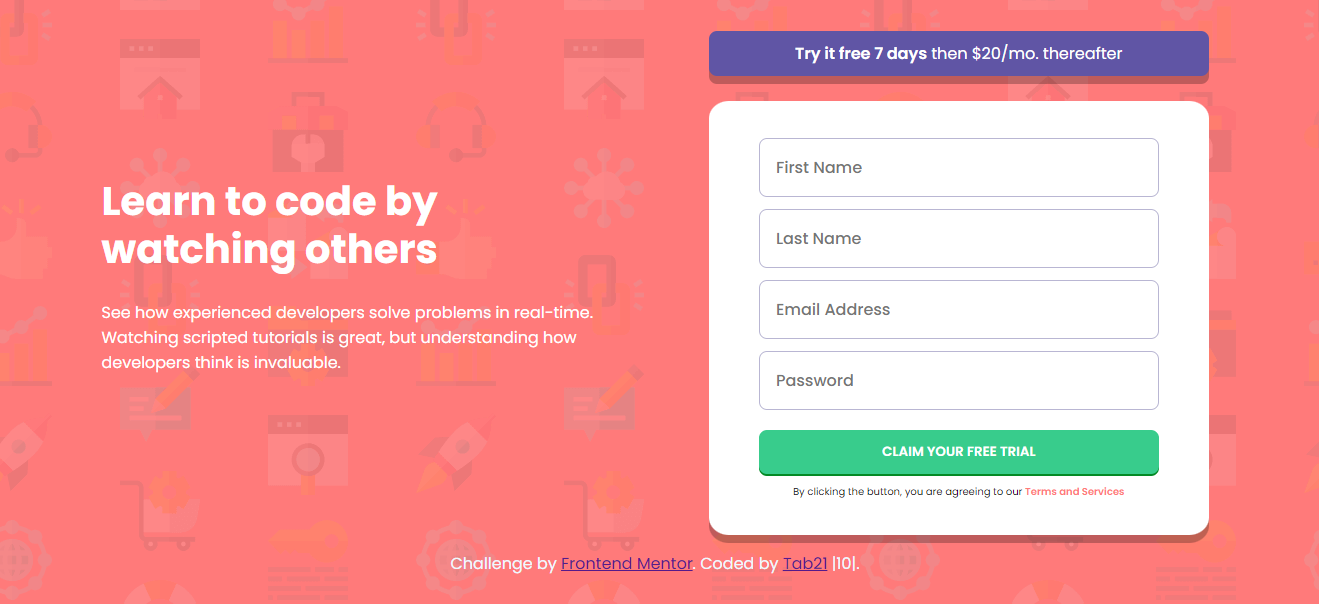 Learn to code by
watching others
See how experienced developers solve problems in real-time.
Watching scripted tutorials is great, but understanding how
developers think is invaluable.
Try it free 7 days then $20/mo. thereafter
First Name
Last Name
Email Address
Password
CLAIM YOUR FREE TRIAL
By clicking the button, you are agreeing to our Terms and Services
Challenge by Frontend Mentor. Coded by Tab21 |10|.